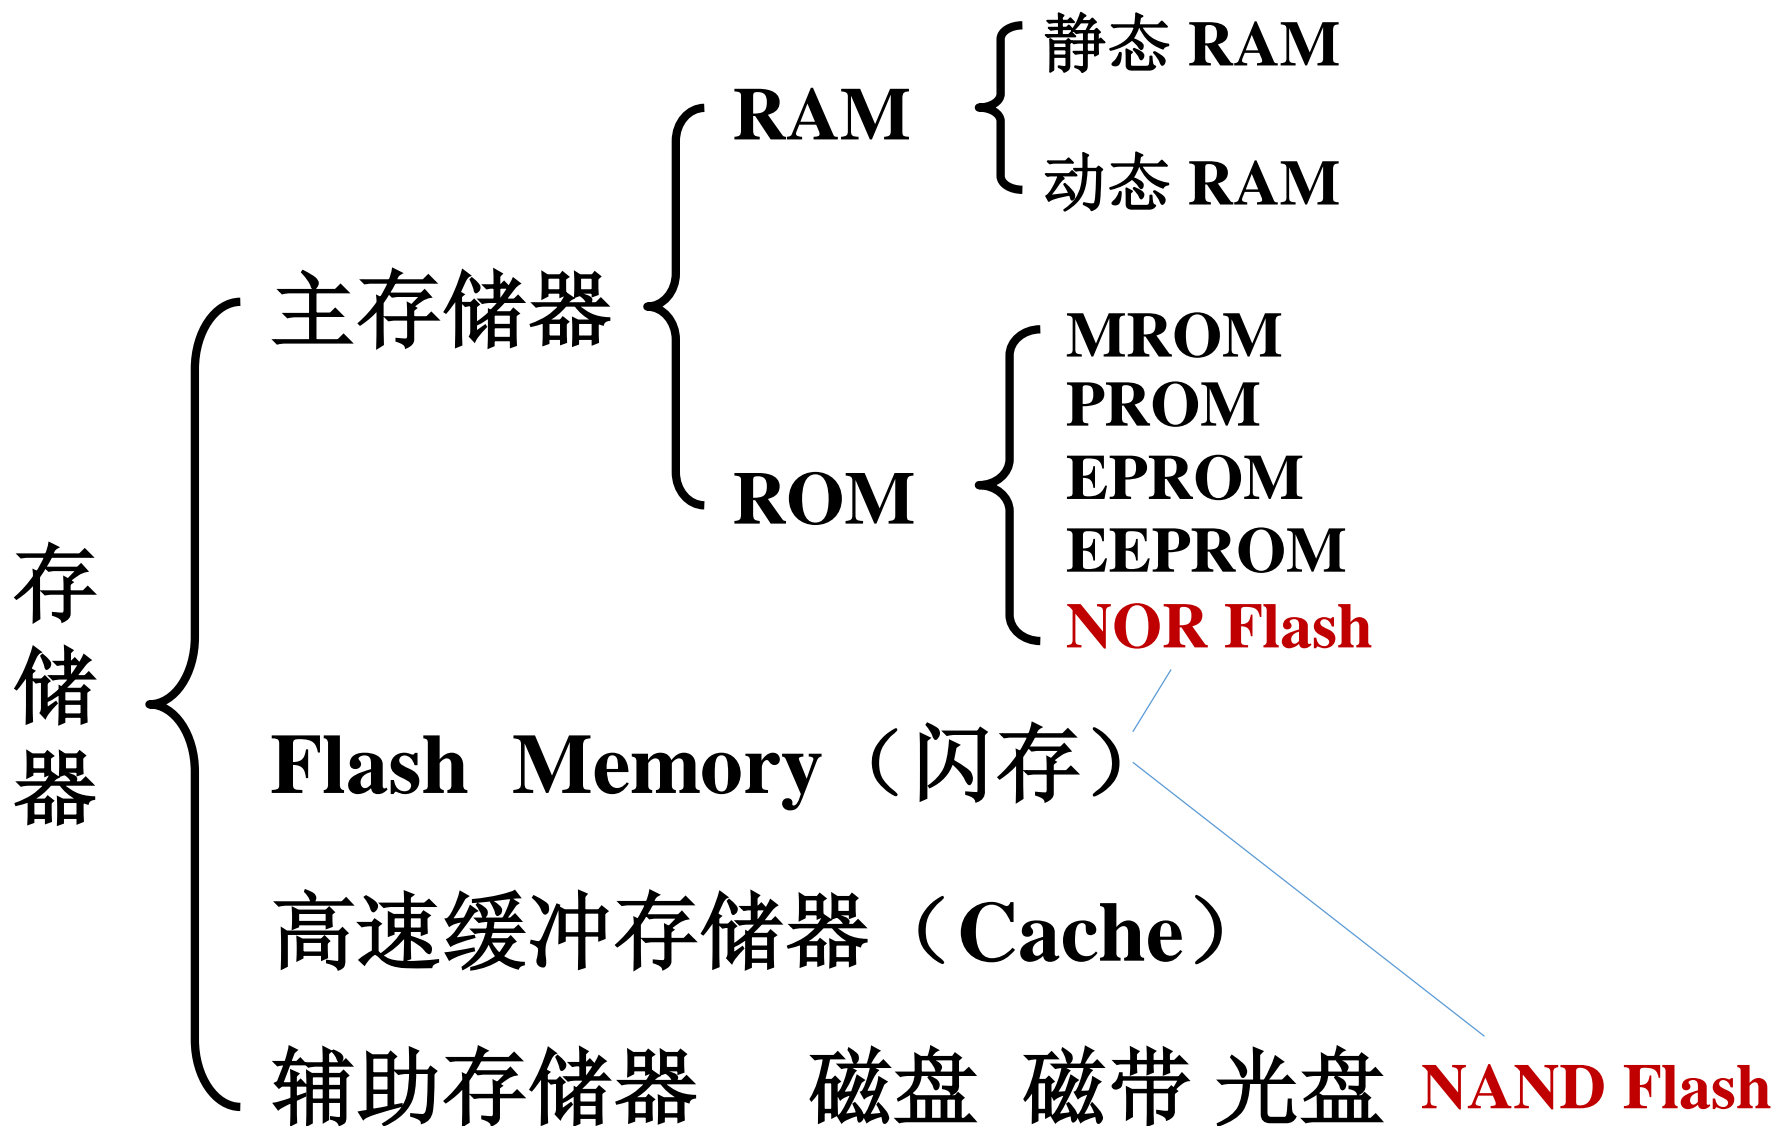 静态 RAM
RAM
动态 RAM
主存储器
MROM
PROM
EPROM
ROM
EEPROM
NOR Flash
存储器
Flash Memory（闪存）
高速缓冲存储器（Cache）
辅助存储器 磁盘 磁带 光盘 NAND Flash